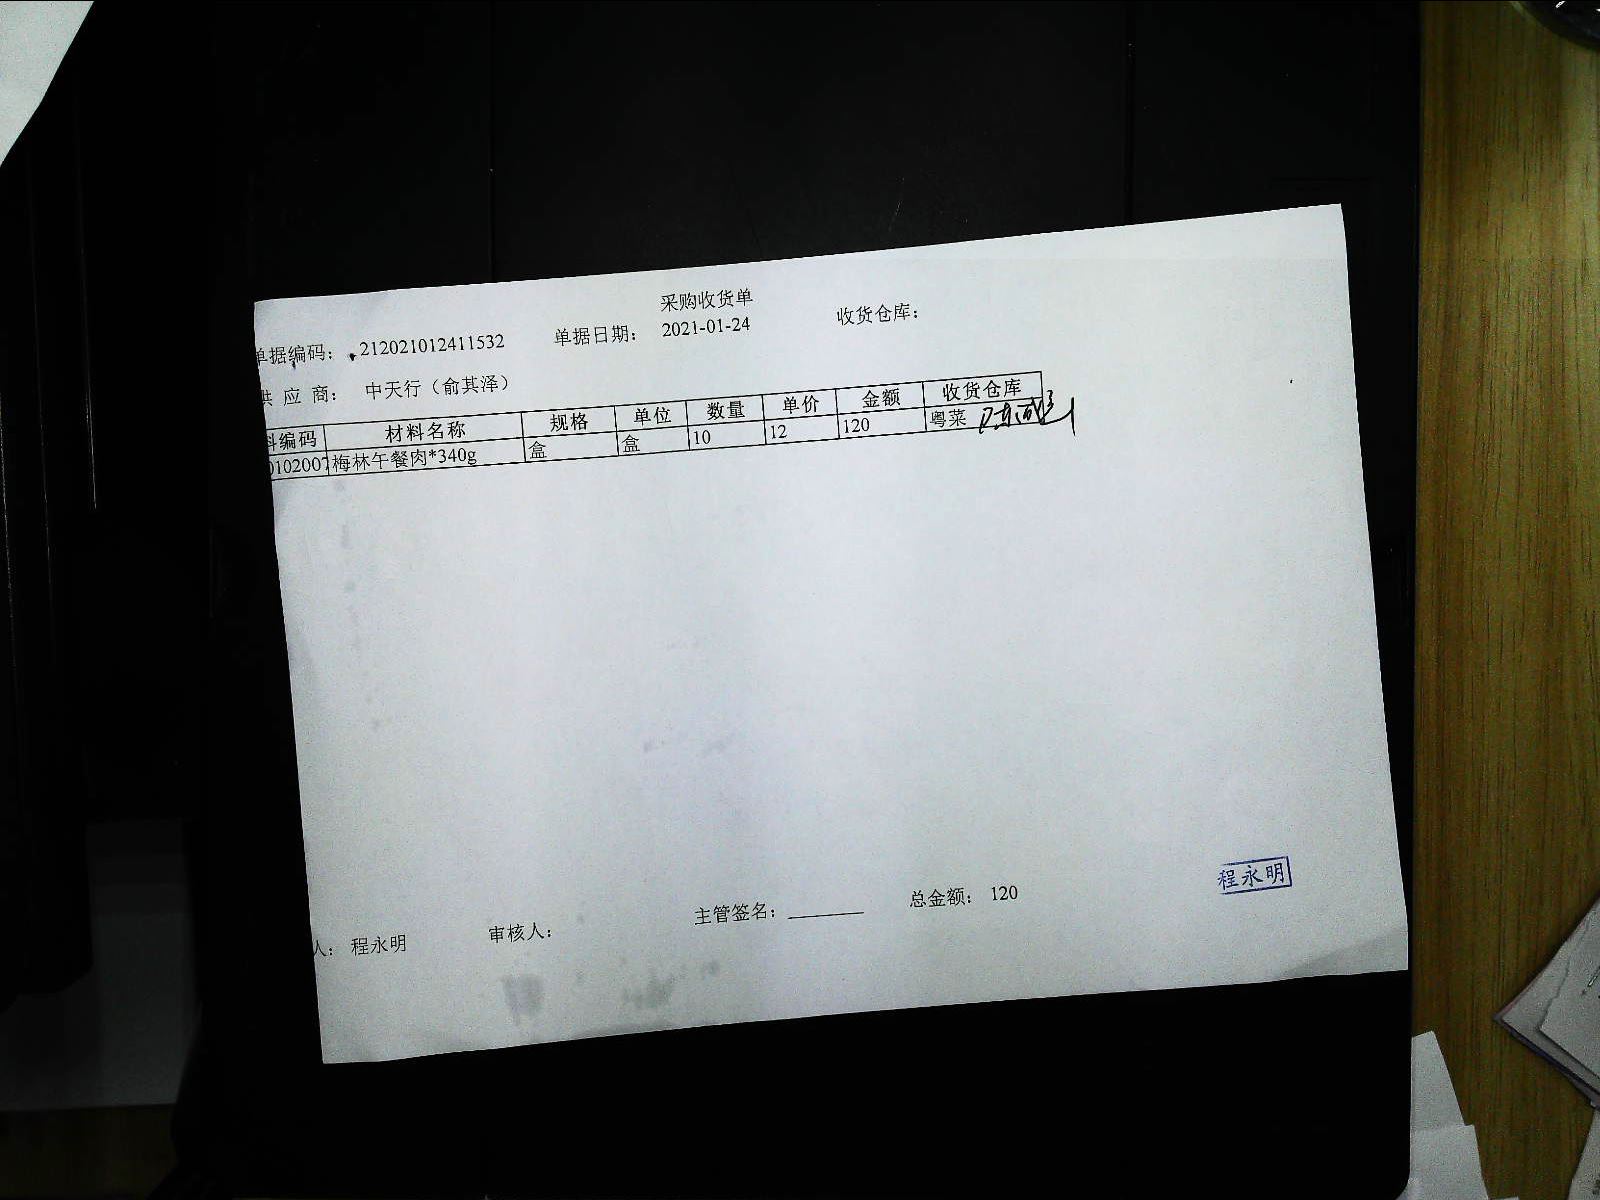 采购收货单
单据编码： 212021012411532 单据日期： 2021-01-24 收货仓库：
供 应 商： 中天行（俞其泽）
料编码 材料名称 规格 单位 数量 单价 金额 收货仓库
0102007 梅林午餐肉*340g 盒 盒 10 12 120 粤菜
人： 程永明 审核人： 主管签名： 总金额： 120
程永明